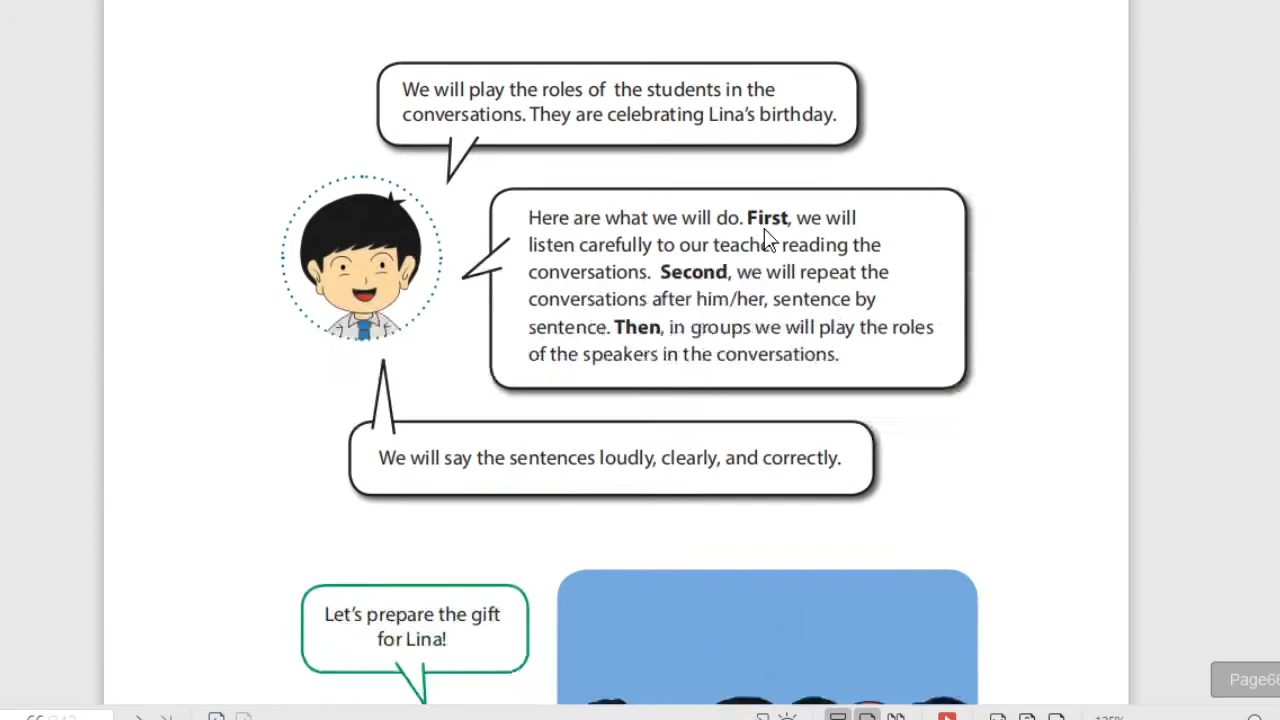 We will play the roles of the students in the
conversations. They are celebrating Lina's birthday.
Here are what we will do. First, we will
listen carefully to our teacher reading the
conversations. Second, we will repeat the
conversations after him/her, sentence by
sentence. Then, in groups we will play the roles
of the speakers in the conversations.
We will say the sentences loudly, clearly, and correctly.
Let's prepare the gift
for Lina!
Page66